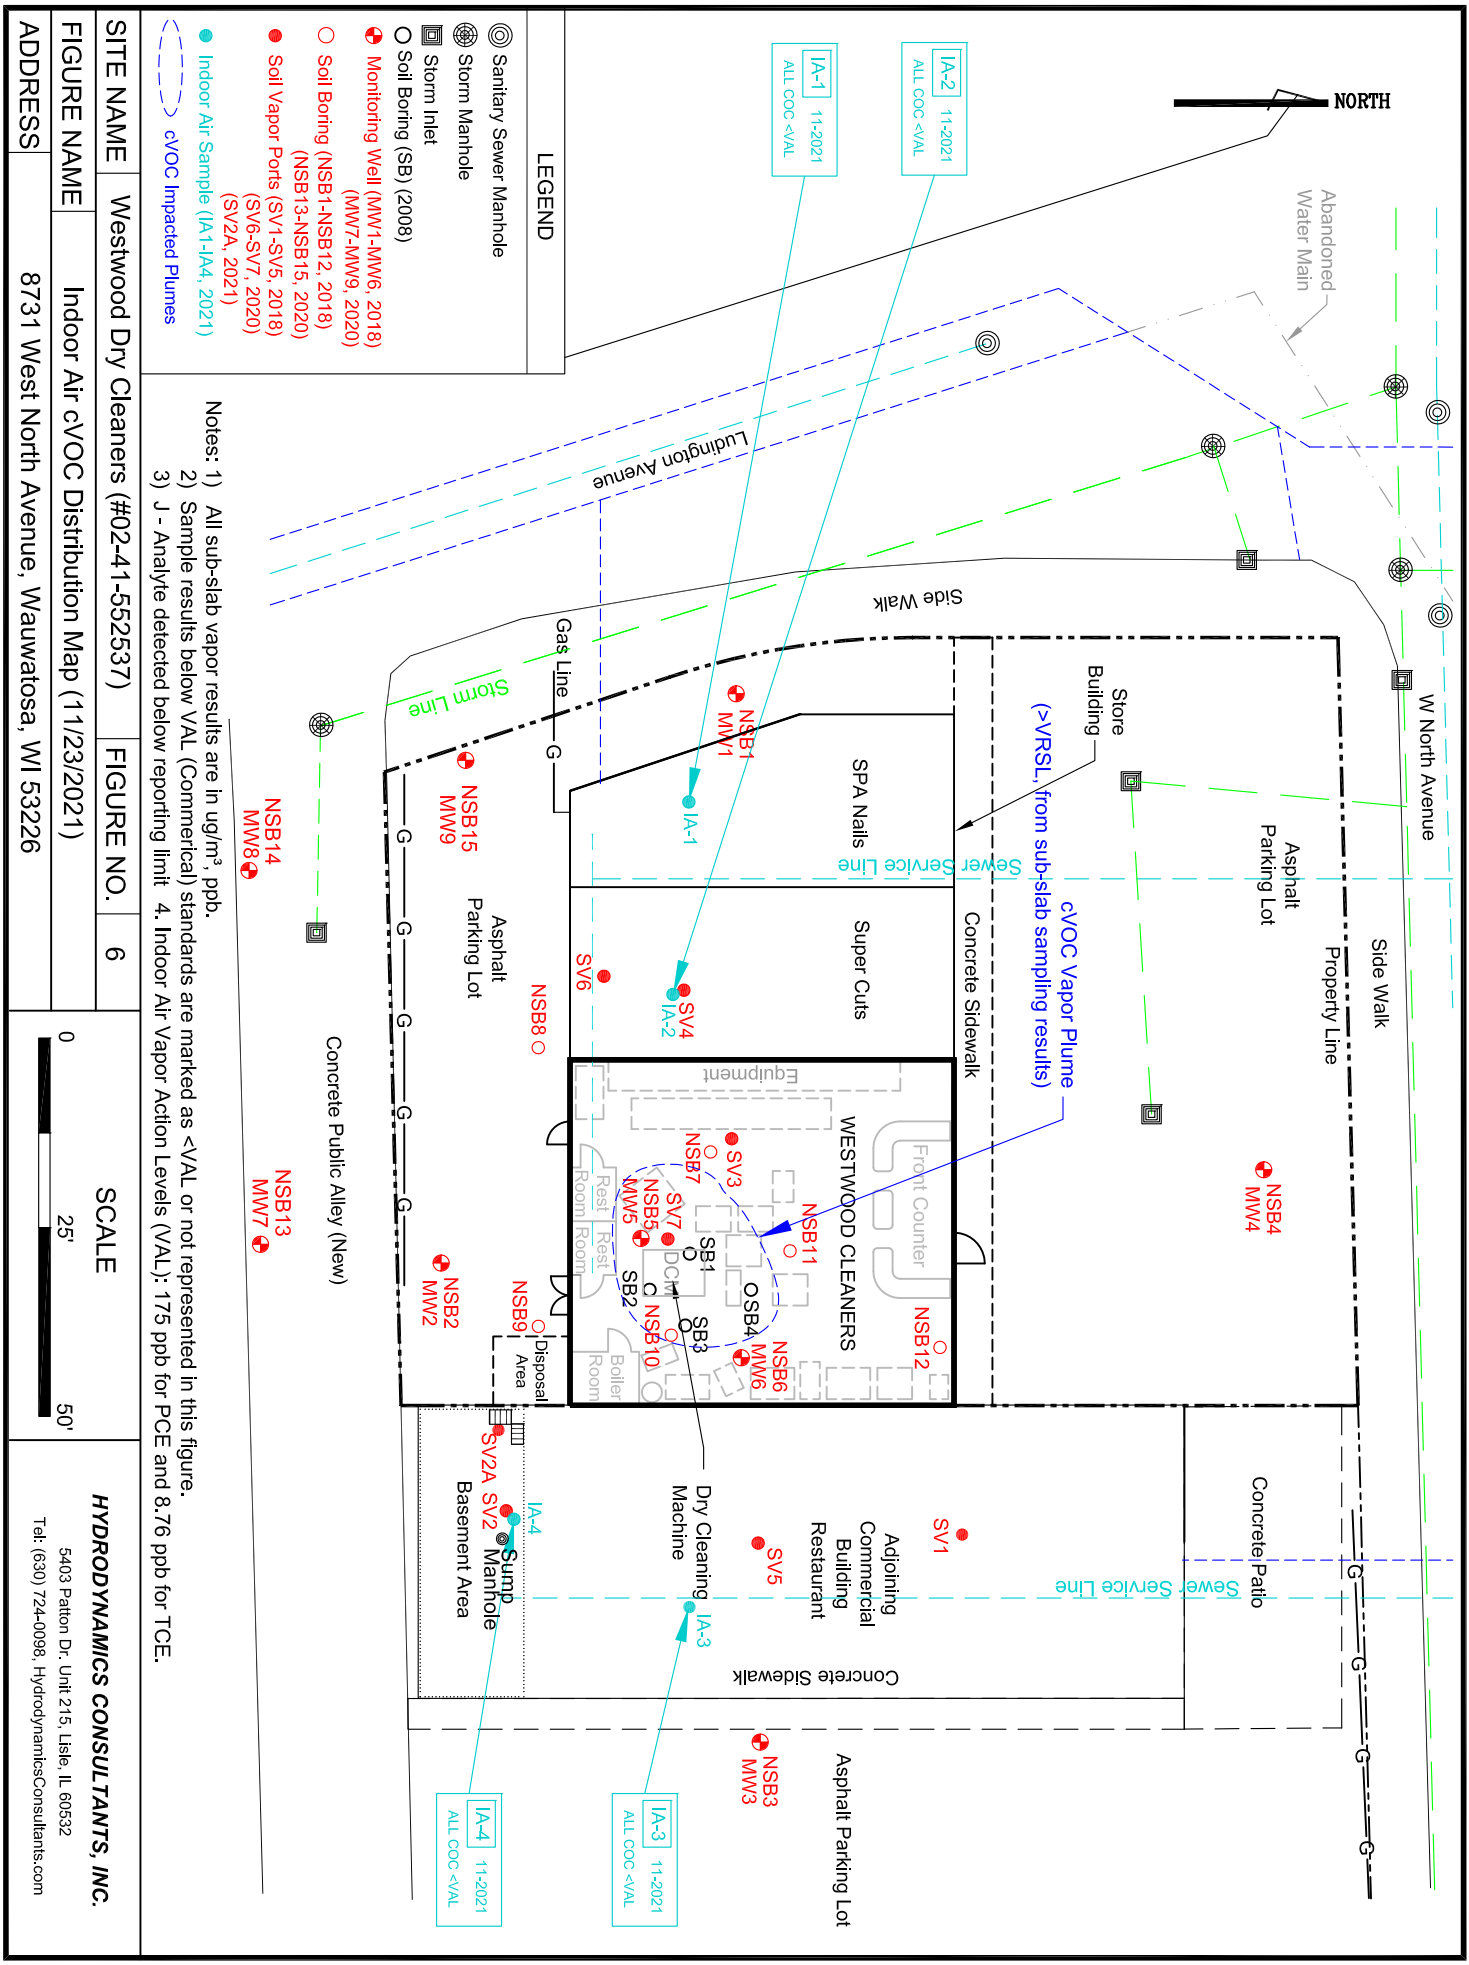 NORTH
LEGEND
Sanitary Sewer Manhole
Storm Manhole
Storm Inlet
Soil Boring (SB) (2008)
Monitoring Well (MW1-MW6, 2018)
(MW7-MW9, 2020)
Soil Boring (NSB1-NSB12, 2018)
(NSB13-NSB15, 2020)
Soil Vapor Ports (SV1-SV5, 2018)
(SV6-SV7, 2020)
(SV2A, 2021)
Indoor Air Sample (IA1-IA4, 2021)
cVOC Impacted Plumes
IA-2 11-2021
ALL COC <VAL
IA-1 11-2021
ALL COC <VAL
Abandoned
Water Main
W North Avenue
Side Walk
Property Line
Asphalt
Parking Lot
Ludington Avenue
Side Walk
Storm Line
Gas Line
G
Store
Building
cVOC Vapor Plume
(>VRSL, from sub-slab sampling results)
Concrete Sidewalk
Sewer Service Line
SPA Nails
Super Cuts
WESTWOOD CLEANERS
NSB1
MW1
IA-1
SV4
IA-2
SV6
NSB4
MW4
Equipment
Front Counter
NSB12
NSB11
SV3
NSB7
SV7
NSB5
MW5
SB1
DCM
SB2
SB4
SB3
NSB10
NSB6
MW6
Rest
Room
Rest
Room
Boiler
Room
NSB8
NSB9
Disposal
Area
Asphalt
Parking Lot
NSB15
MW9
NSB2
MW2
G
G
G
G
G
NSB14
MW8
NSB13
MW7
Concrete Public Alley (New)
Concrete Patio
Sewer Service Line
G
G
G
G
SV1
Adjoining
Commercial
Building
Restaurant
SV5
Dry Cleaning
Machine
IA-3
IA-4
SV2A SV2
Sump
Manhole
Basement Area
Concrete Sidewalk
NSB3
MW3
Asphalt Parking Lot
IA-3 11-2021
ALL COC <VAL
IA-4 11-2021
ALL COC <VAL
Notes: 1) All sub-slab vapor results are in ug/m³, ppb.
2) Sample results below VAL (Commerical) standards are marked as <VAL or not represented in this figure.
3) J - Analyte detected below reporting limit 4. Indoor Air Vapor Action Levels (VAL): 175 ppb for PCE and 8.76 ppb for TCE.
SITE NAME Westwood Dry Cleaners (#02-41-552537) FIGURE NO. 6
FIGURE NAME Indoor Air cVOC Distribution Map (11/23/2021)
ADDRESS 8731 West North Avenue, Wauwatosa, WI 53226
SCALE
0 25' 50'
HYDRODYNAMICS CONSULTANTS, INC.
5403 Patton Dr. Unit 215, Lisle, IL 60532
Tel: (630) 724-0098, HydrodynamicsConsultants.com